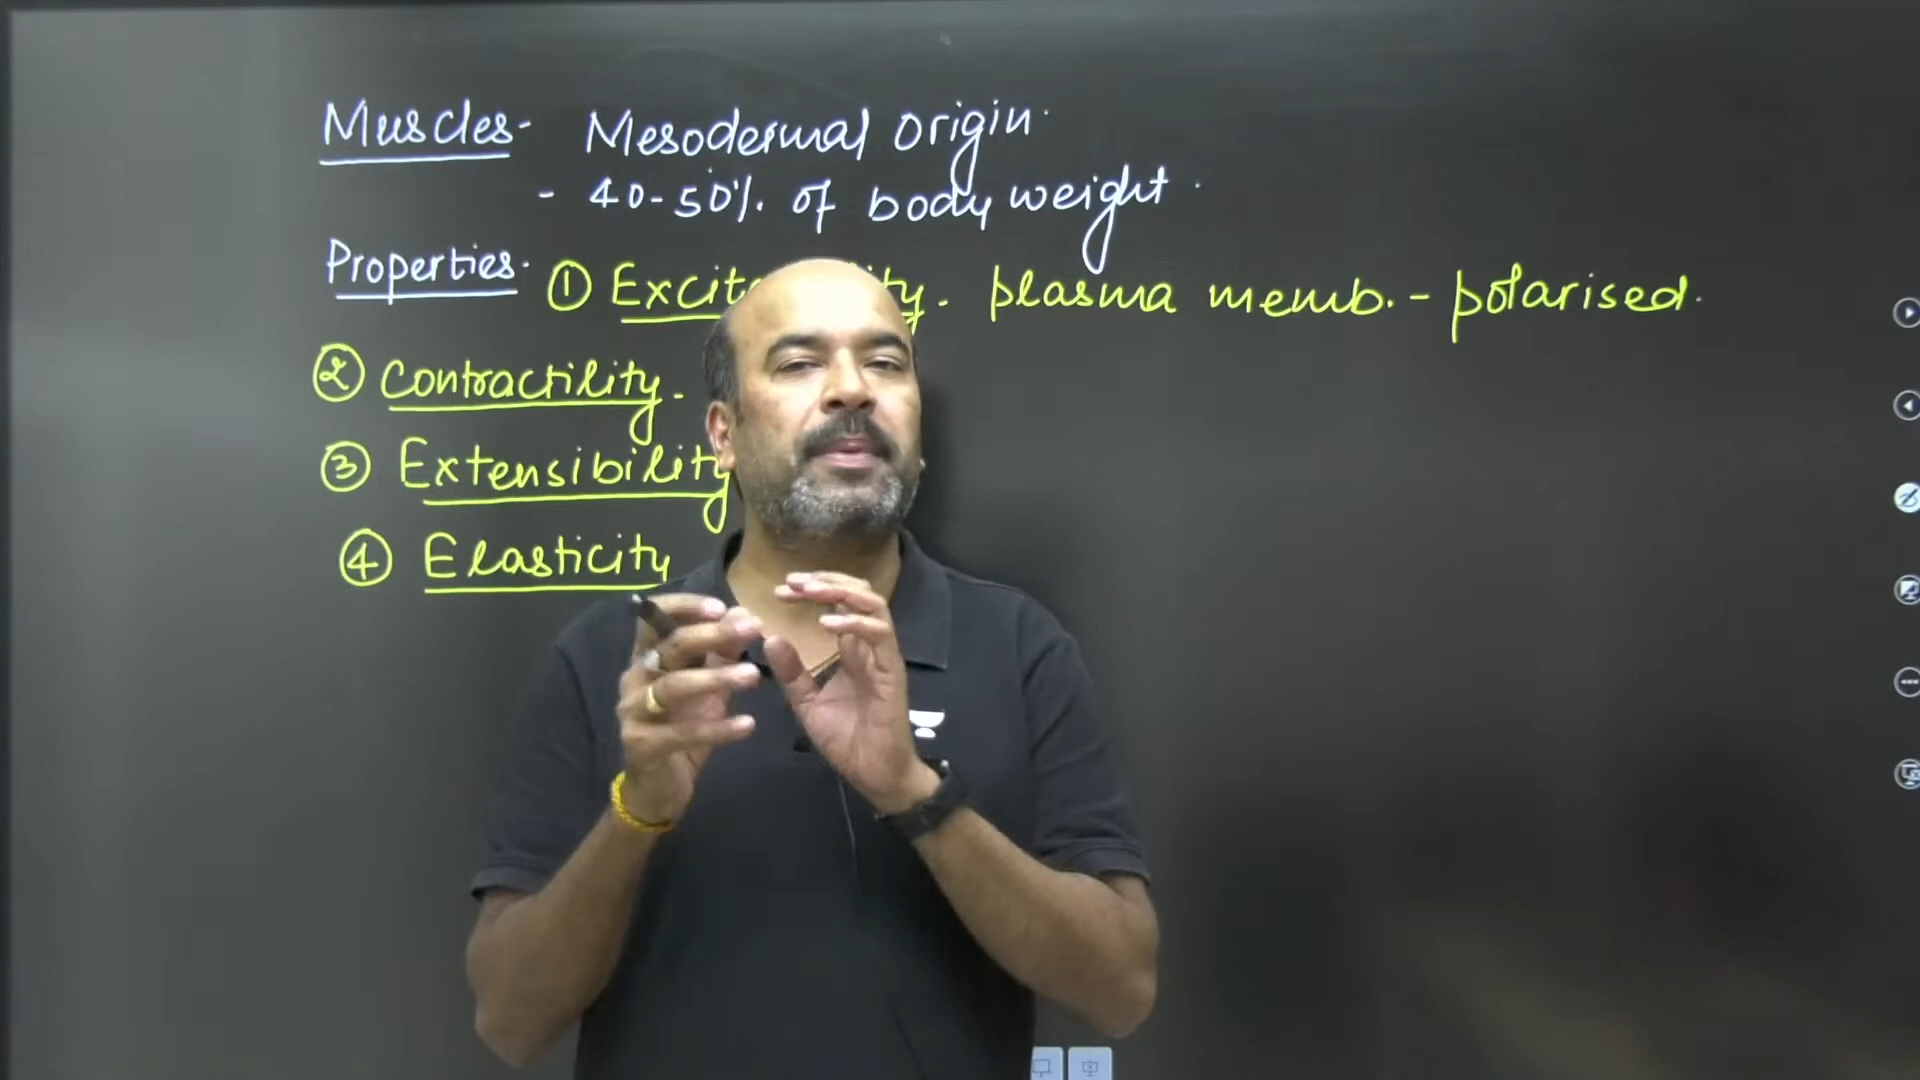 Muscles - Mesodermal origin.
- 40-50% of body weight.
Properties. ① plasma memb. - polarised.
② Contractility.
③ Extensibility
④ Elasticity